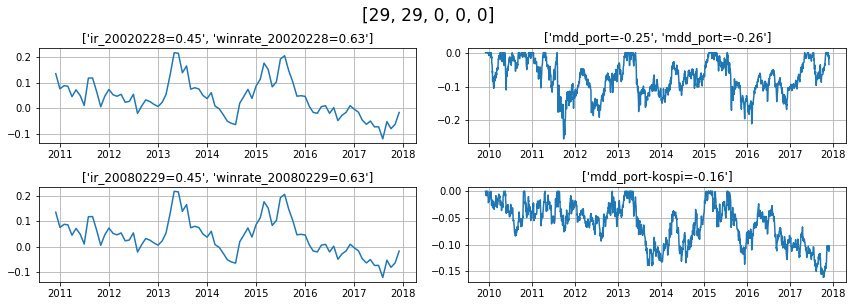 [29, 29, 0, 0, 0]
['ir_20020228=0.45', 'winrate_20020228=0.63']
0.2
0.1
0.0
−0.1
2011 2012 2013 2014 2015 2016 2017 2018
['mdd_port=-0.25', 'mdd_port=-0.26']
0.0
−0.1
−0.2
2010 2011 2012 2013 2014 2015 2016 2017 2018
['ir_20080229=0.45', 'winrate_20080229=0.63']
0.2
0.1
0.0
−0.1
2011 2012 2013 2014 2015 2016 2017 2018
['mdd_port-kospi=-0.16']
0.00
−0.05
−0.10
−0.15
2010 2011 2012 2013 2014 2015 2016 2017 2018